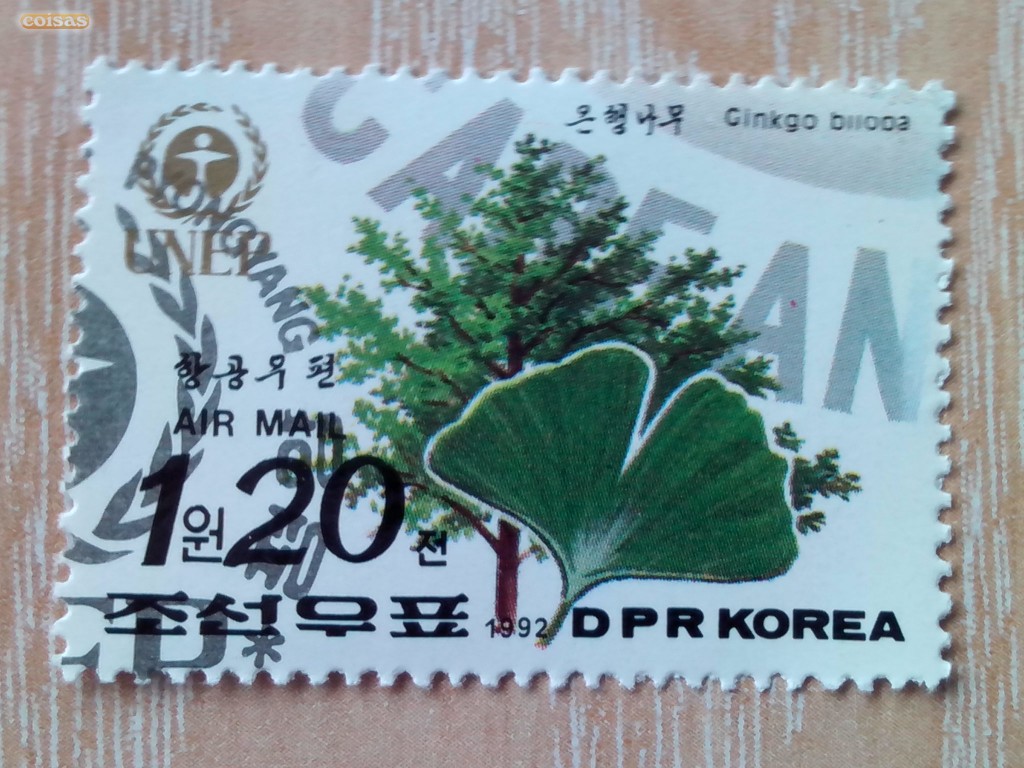 coisas
은행나무 Ginkgo biloba
UNEP
PYONGYANG
항공우편
AIR MAIL
1원20전
조선우표 1992 DPR KOREA